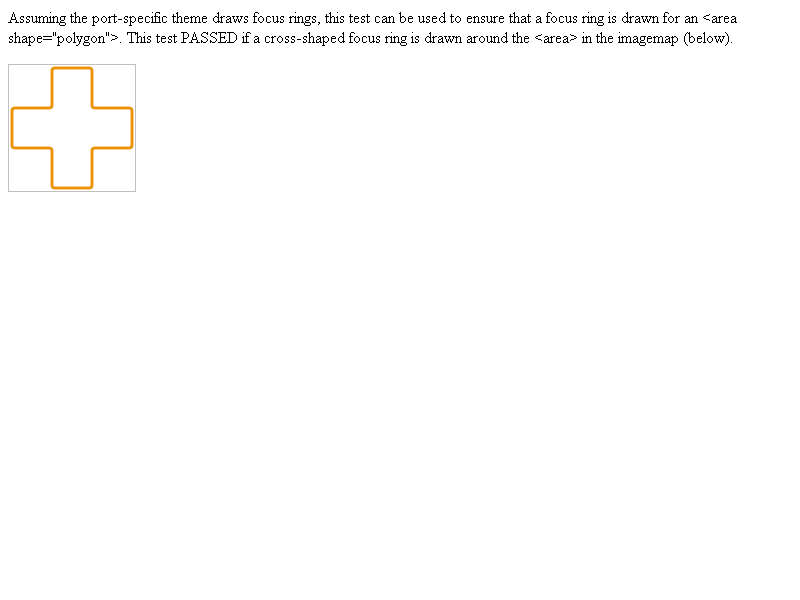 Assuming the port-specific theme draws focus rings, this test can be used to ensure that a focus ring is drawn for an <area
shape="polygon">. This test PASSED if a cross-shaped focus ring is drawn around the <area> in the imagemap (below).